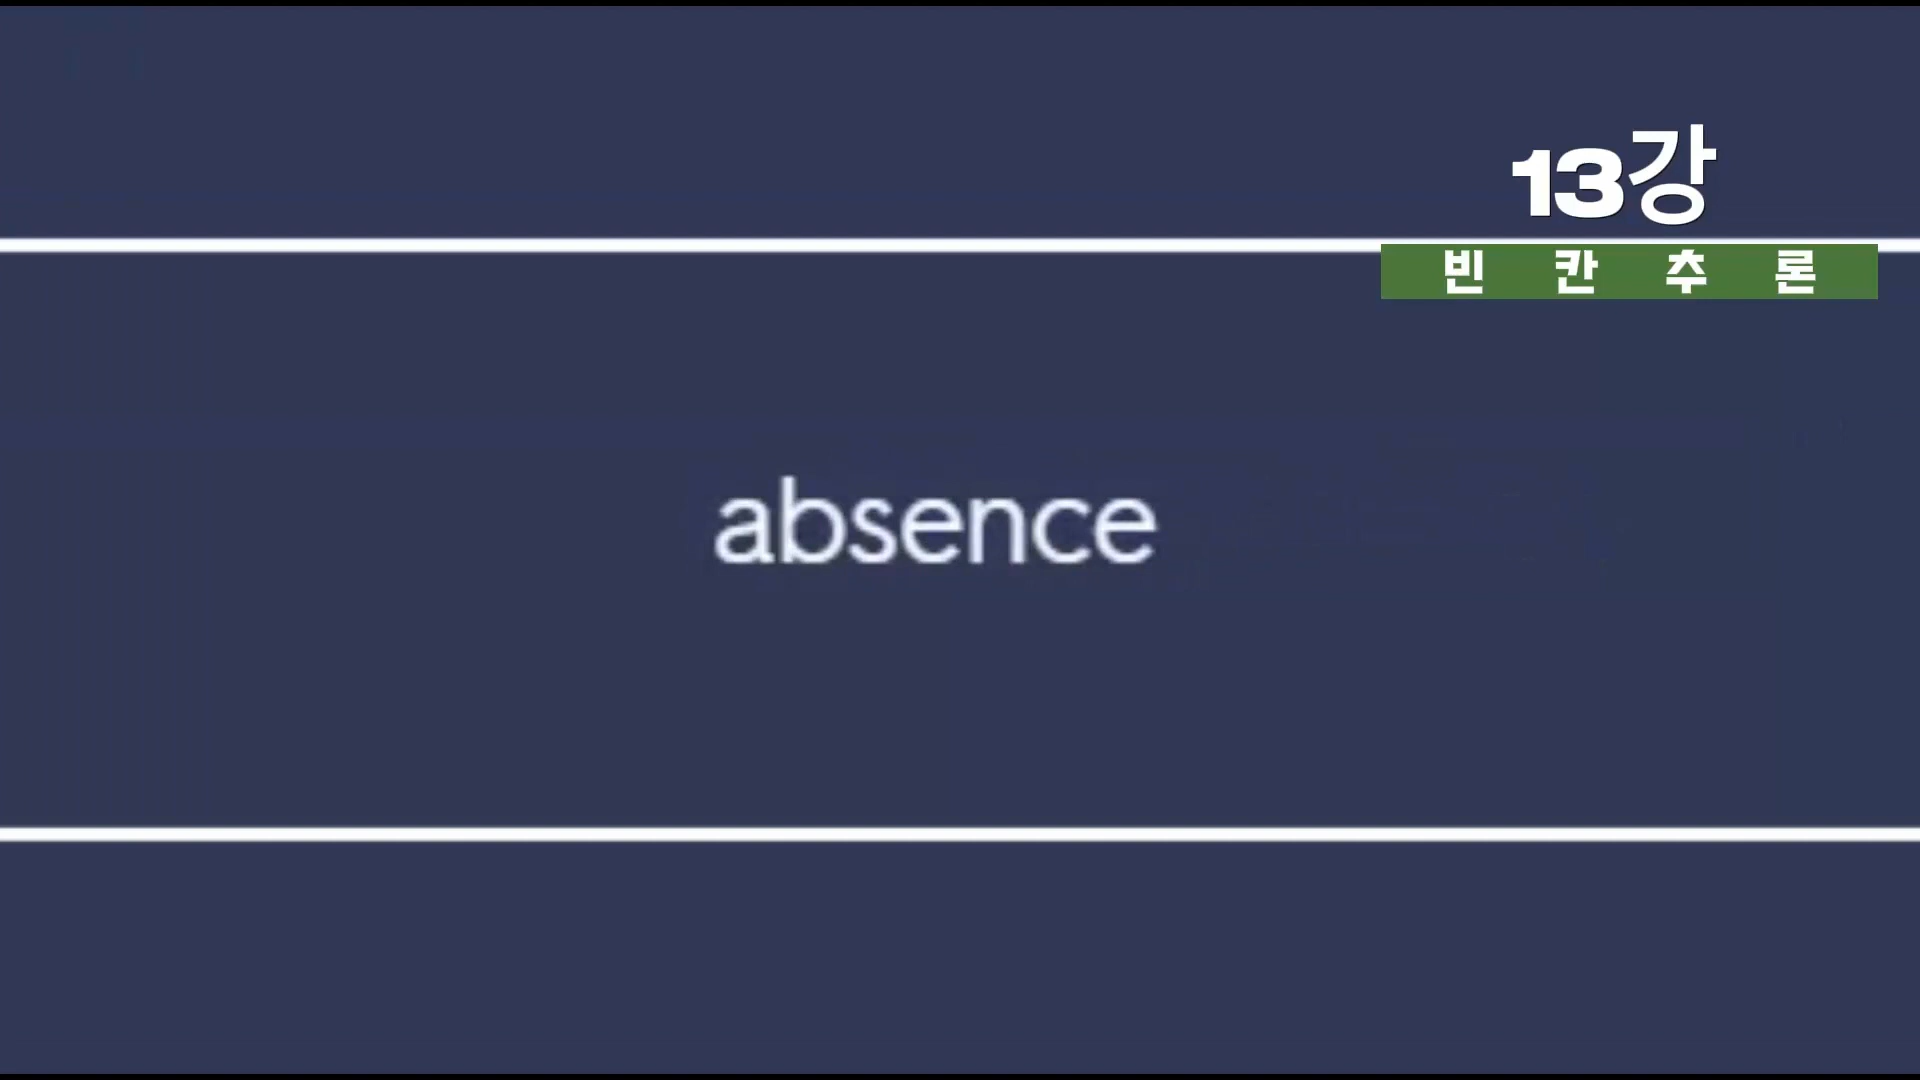 13강
빈 칸 추 론
absence